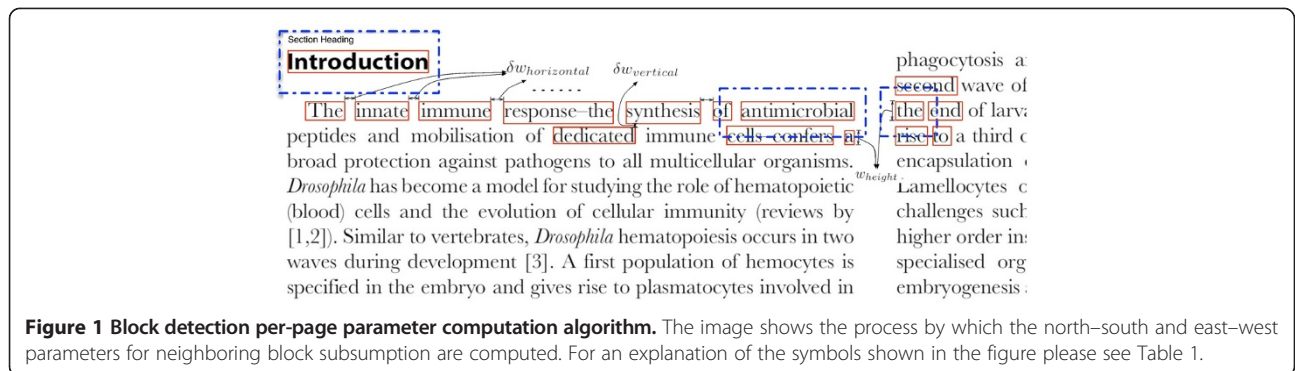 Section Heading
Introduction
δw_horizontal
δw_vertical
......
The innate immune response–the synthesis of antimicrobial
peptides and mobilisation of dedicated immune cells confers a
broad protection against pathogens to all multicellular organisms.
Drosophila has become a model for studying the role of hematopoietic
(blood) cells and the evolution of cellular immunity (reviews by
[1,2]). Similar to vertebrates, Drosophila hematopoiesis occurs in two
waves during development [3]. A first population of hemocytes is
specified in the embryo and gives rise to plasmatocytes involved in
w_height
phagocytosis
second wave of
the end of
rise to a third
encapsulation
Lamellocytes
challenges such
higher order
specialised
embryogenesis
Figure 1 Block detection per-page parameter computation algorithm. The image shows the process by which the north–south and east–west
parameters for neighboring block subsumption are computed. For an explanation of the symbols shown in the figure please see Table 1.